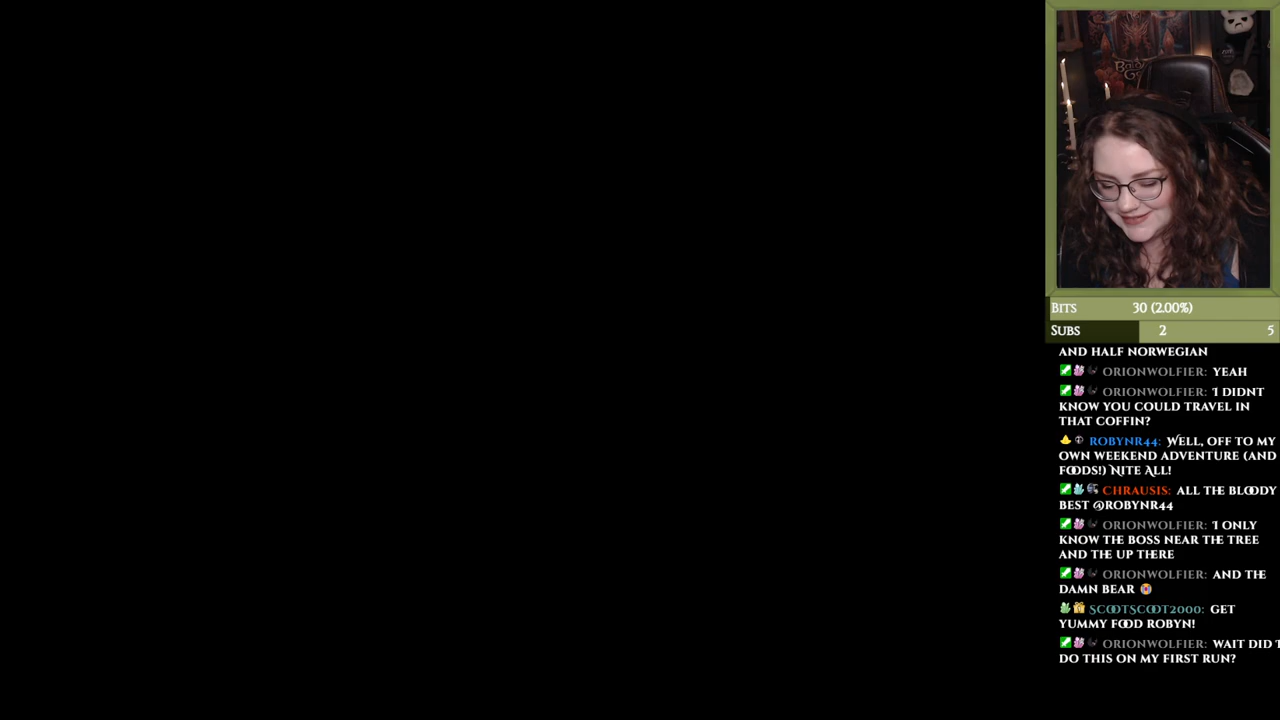 Baldur's
Gate
Bits 30 (2.00%)
Subs 2 5
and half Norwegian
OrionWolfier: Yeah
OrionWolfier: I didnt
know you could travel in
that coffin?
RobynR44: Well, off to my
own weekend adventure (and
foods!) Nite all!
Chrausis: All the bloody
best @RobynR44
OrionWolfier: I only
know the boss near the tree
and the up there
OrionWolfier: and the
damn bear
ScootScoot2000: Get
yummy food Robyn!
OrionWolfier: Wait did I
do this on my first run?